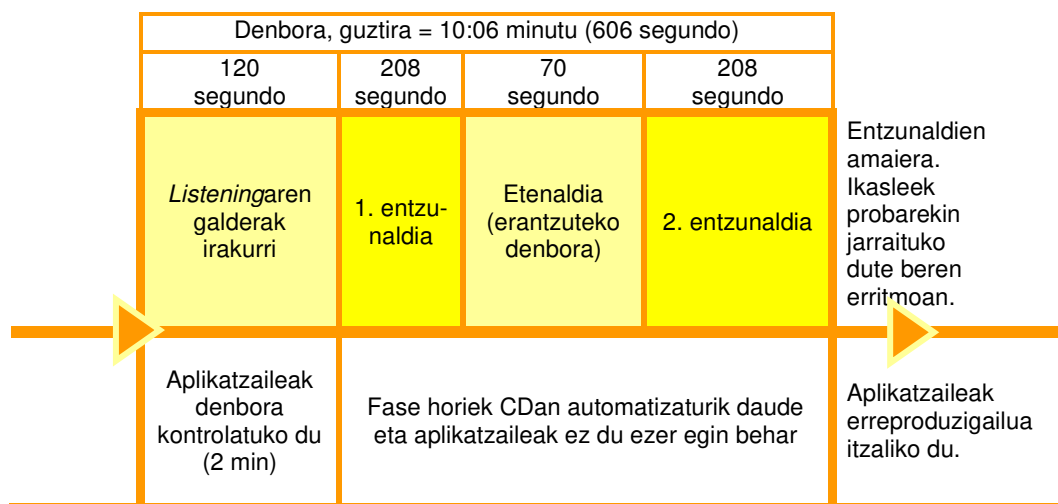 Denbora, guztira = 10:06 minutu (606 segundo)
120
segundo
208
segundo
70
segundo
208
segundo
Listeningaren
galderak
irakurri
1. entzu-
naldia
Etenaldia
(erantzuteko
denbora)
2. entzunaldia
Entzunaldien
amaiera.
Ikasleek
probarekin
jarraituko
dute beren
erritmoan.
Aplikatzaileak
denbora
kontrolatuko du
(2 min)
Fase horiek CDan automatizaturik daude
eta aplikatzaileak ez du ezer egin behar
Aplikatzaileak
erreproduzigailua
itzaliko du.